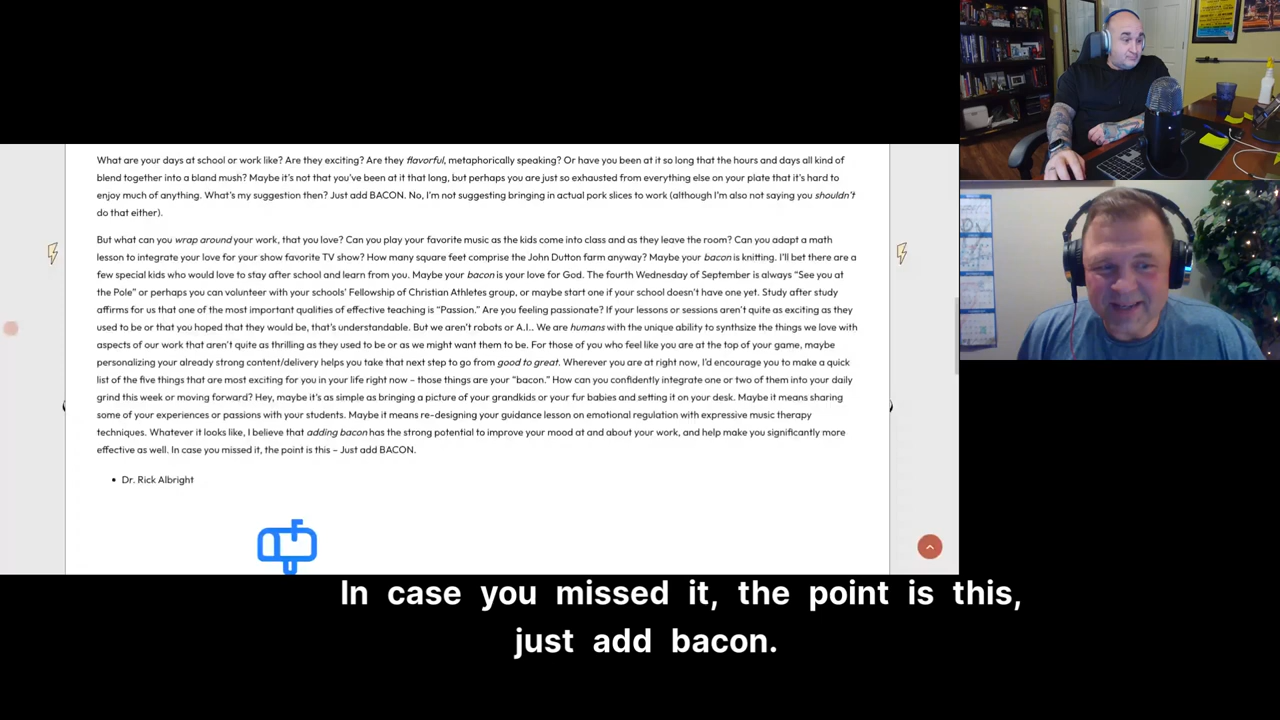 What are your days at school or work like? Are they exciting? Are they flavorful, metaphorically speaking? Or have you been at it so long that the hours and days all kind of
blend together into a bland mush? Maybe it's not that you've been at it that long, but perhaps you are just so exhausted from everything else on your plate that it's hard to
enjoy much of anything. What's my suggestion then? Just add BACON. No, I'm not suggesting bringing in actual pork slices to work (although I'm also not saying you shouldn't
do that either).
But what can you wrap around your work, that you love? Can you play your favorite music as the kids come into class and as they leave the room? Can you adapt a math
lesson to integrate your love for your show favorite TV show? How many square feet comprise the John Dutton farm anyway? Maybe your bacon is knitting. I'll bet there are a
few special kids who would love to stay after school and learn from you. Maybe your bacon is your love for God. The fourth Wednesday of September is always "See you at
the Pole" or perhaps you can volunteer with your schools' Fellowship of Christian Athletes group, or maybe start one if your school doesn't have one yet. Study after study
affirms for us that one of the most important qualities of effective teaching is "Passion." Are you feeling passionate? If your lessons or sessions aren't quite as exciting as they
used to be or that you hoped that they would be, that's understandable. But we aren't robots or A.I.. We are humans with the unique ability to synthsize the things we love with
aspects of our work that aren't quite as thrilling as they used to be or as we might want them to be. For those of you who feel like you are at the top of your game, maybe
personalizing your already strong content/delivery helps you take that next step to go from good to great. Wherever you are at right now, I'd encourage you to make a quick
list of the five things that are most exciting for you in your life right now – those things are your "bacon." How can you confidently integrate one or two of them into your daily
grind this week or moving forward? Hey, maybe it's as simple as bringing a picture of your grandkids or your fur babies and setting it on your desk. Maybe it means sharing
some of your experiences or passions with your students. Maybe it means re-designing your guidance lesson on emotional regulation with expressive music therapy
techniques. Whatever it looks like, I believe that adding bacon has the strong potential to improve your mood at and about your work, and help make you significantly more
effective as well. In case you missed it, the point is this – Just add BACON.
• Dr. Rick Albright
In case you missed it, the point is this,
just add bacon.